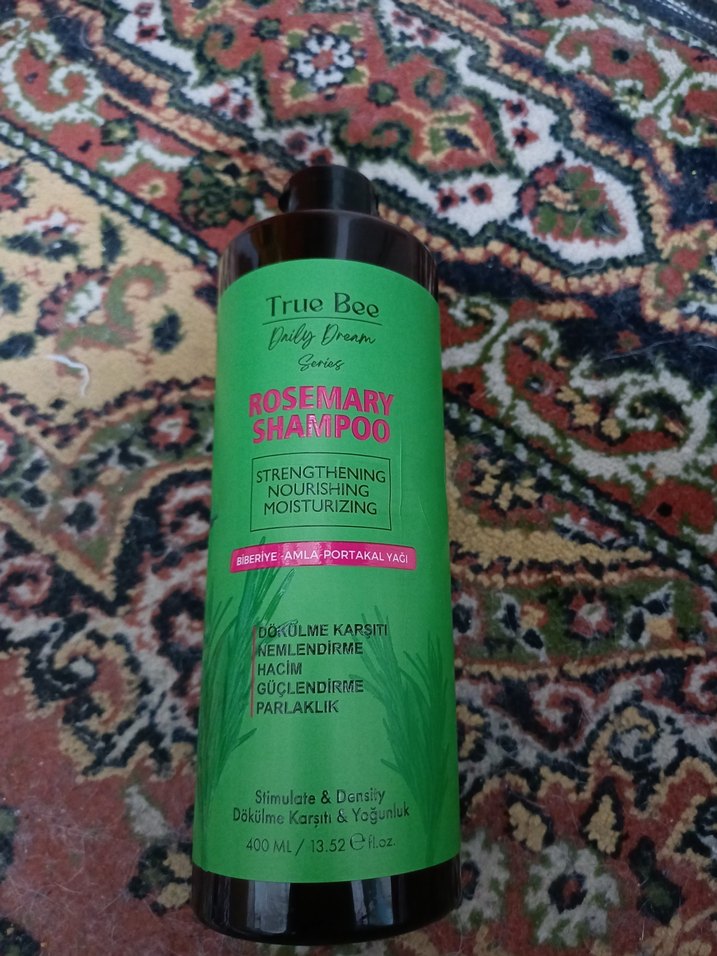 True Bee
Daily Dream
Series
ROSEMARY
SHAMPOO
STRENGTHENING
NOURISHING
MOISTURIZING
BİBERİYE -AMLA-PORTAKAL YAĞI
DÖKÜLME KARŞITI
NEMLENDİRME
HACİM
GÜÇLENDİRME
PARLAKLIK
Stimulate & Density
Dökülme Karşıtı & Yoğunluk
400 ML / 13.52 ℮ fl.oz.